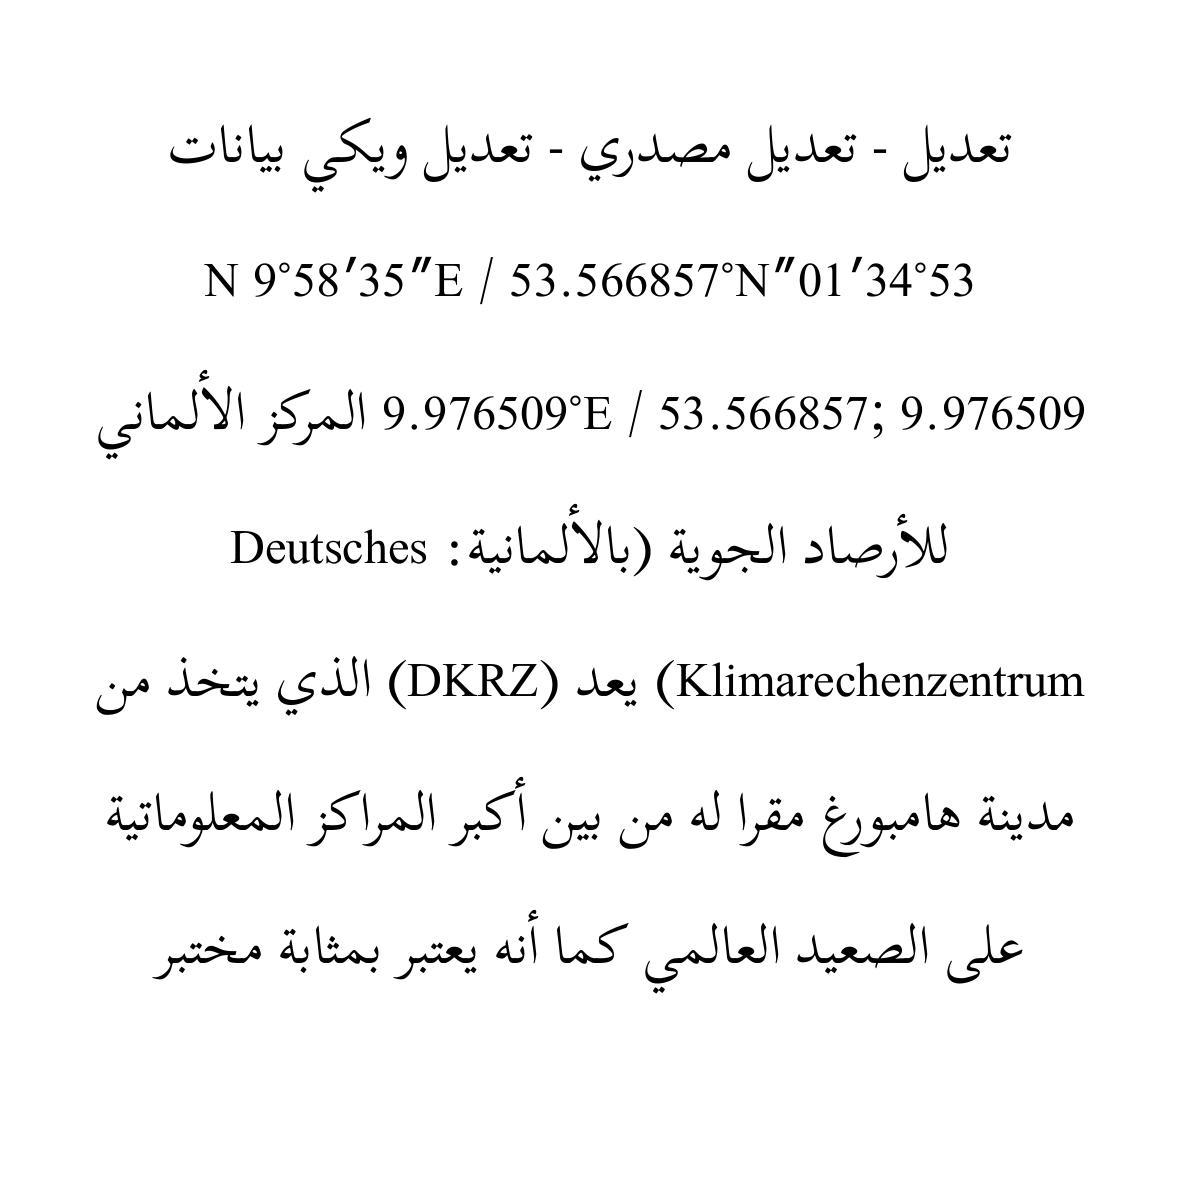 تعديل - تعديل مصدري - تعديل ويكي بيانات
53°34′01″N 9°58′35″E / 53.566857°N
9.976509°E / 53.566857; 9.976509 المركز الألماني
للأرصاد الجوية (بالألمانية: Deutsches
Klimarechenzentrum) يعد (DKRZ) الذي يتخذ من
مدينة هامبورغ مقرا له من بين أكبر المراكز المعلوماتية
على الصعيد العالمي كما أنه يعتبر بمثابة مختبر